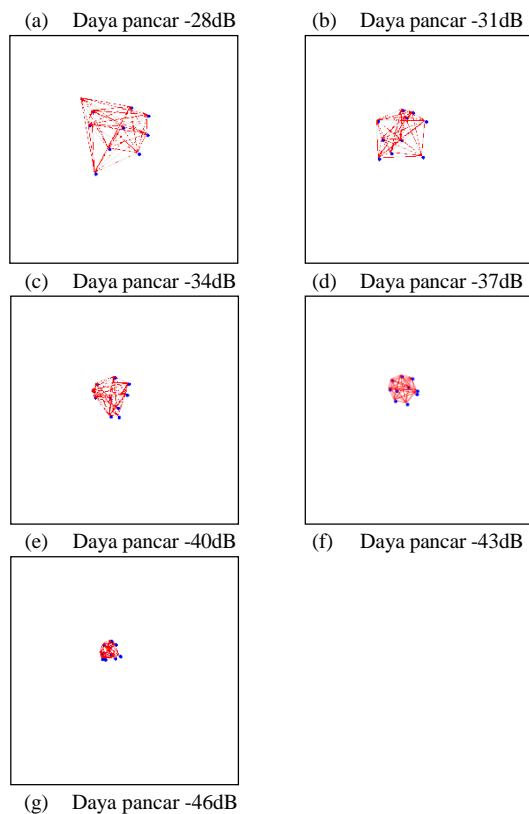 (a) Daya pancar -28dB
(b) Daya pancar -31dB
(c) Daya pancar -34dB
(d) Daya pancar -37dB
(e) Daya pancar -40dB
(f) Daya pancar -43dB
(g) Daya pancar -46dB